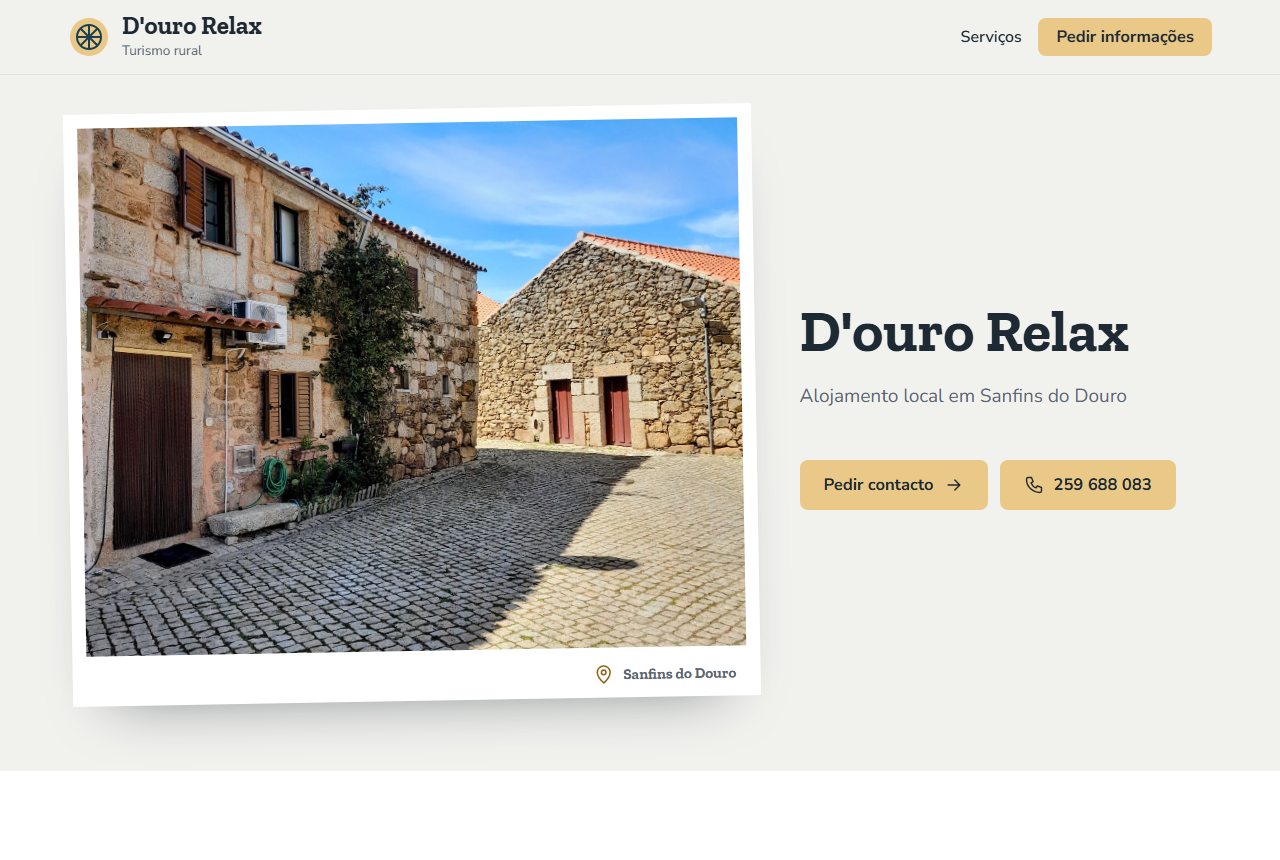 D'ouro Relax
Turismo rural
Serviços
Pedir informações
Sanfins do Douro
D'ouro Relax
Alojamento local em Sanfins do Douro
Pedir contacto
259 688 083